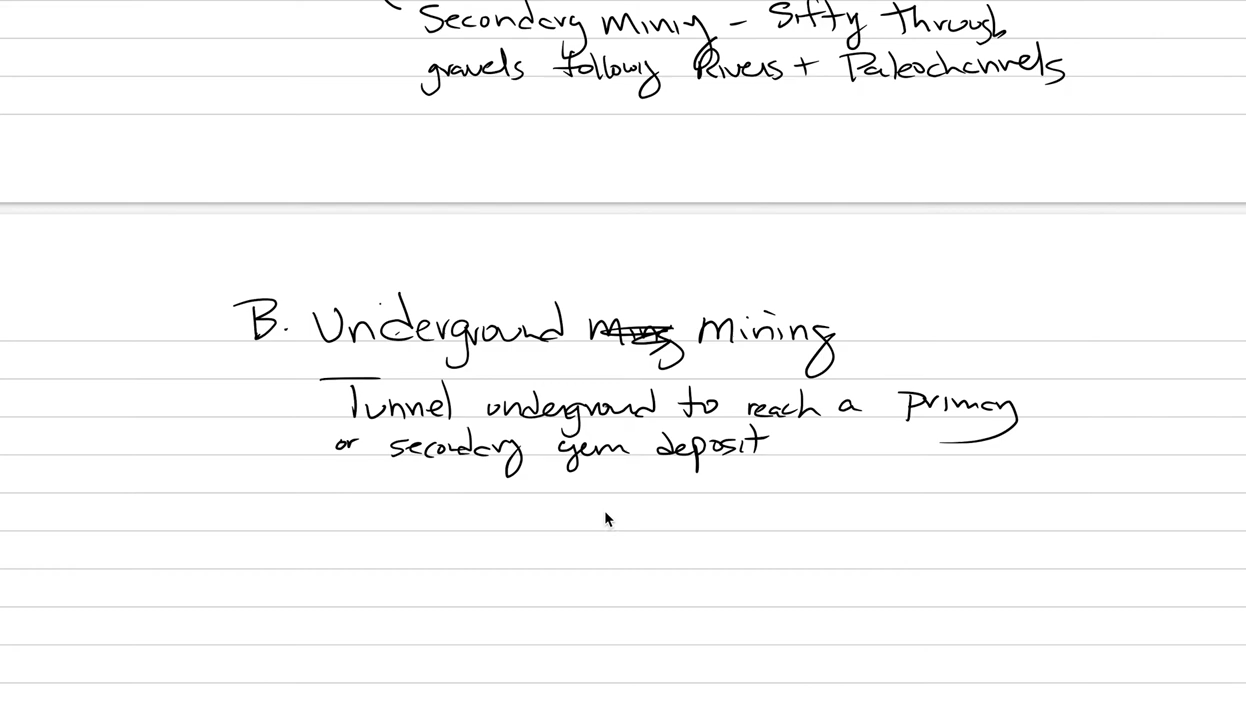 Secondary mining - Sifting through
gravels following Rivers + Paleochannels
B. Underground mining
Tunnel underground to reach a primary
or secondary gem deposit